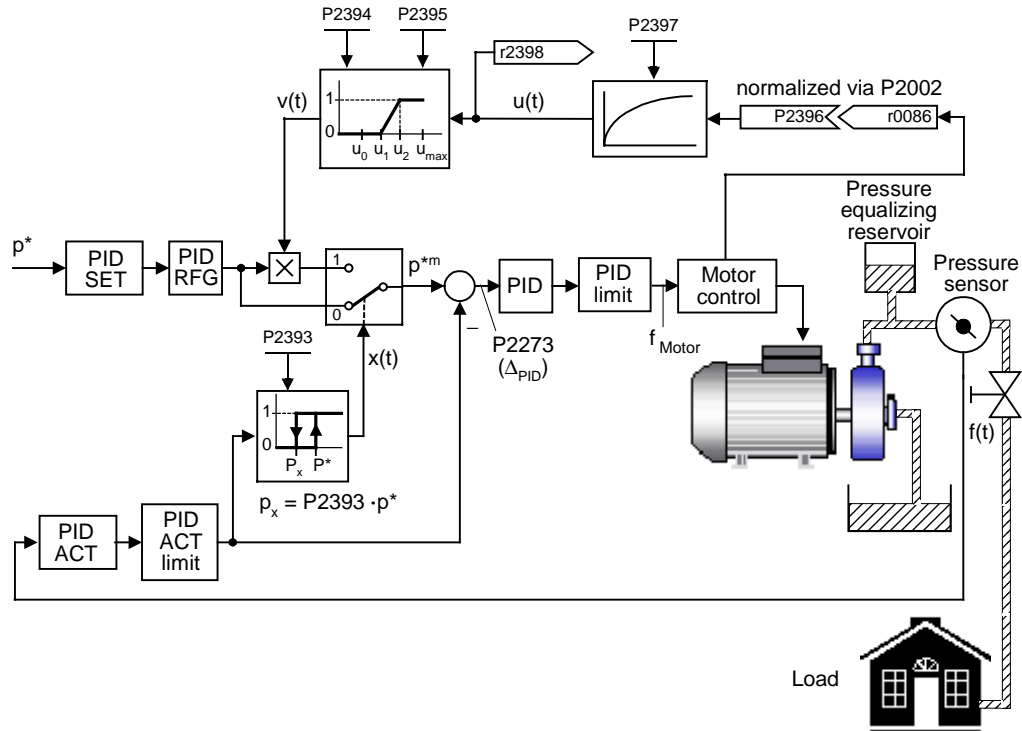 P2394
P2395
r2398
P2397
v(t)
1
0
u0 u1 u2 umax
u(t)
normalized via P2002
P2396
r0086
Pressure
equalizing
reservoir
Pressure
sensor
p*
PID
SET
PID
RFG
1
0
p*m
PID
PID
limit
Motor
control
–
P2273
(ΔPID)
f Motor
P2393
x(t)
1
0
Px P*
px = P2393 · p*
f(t)
PID
ACT
PID
ACT
limit
Load